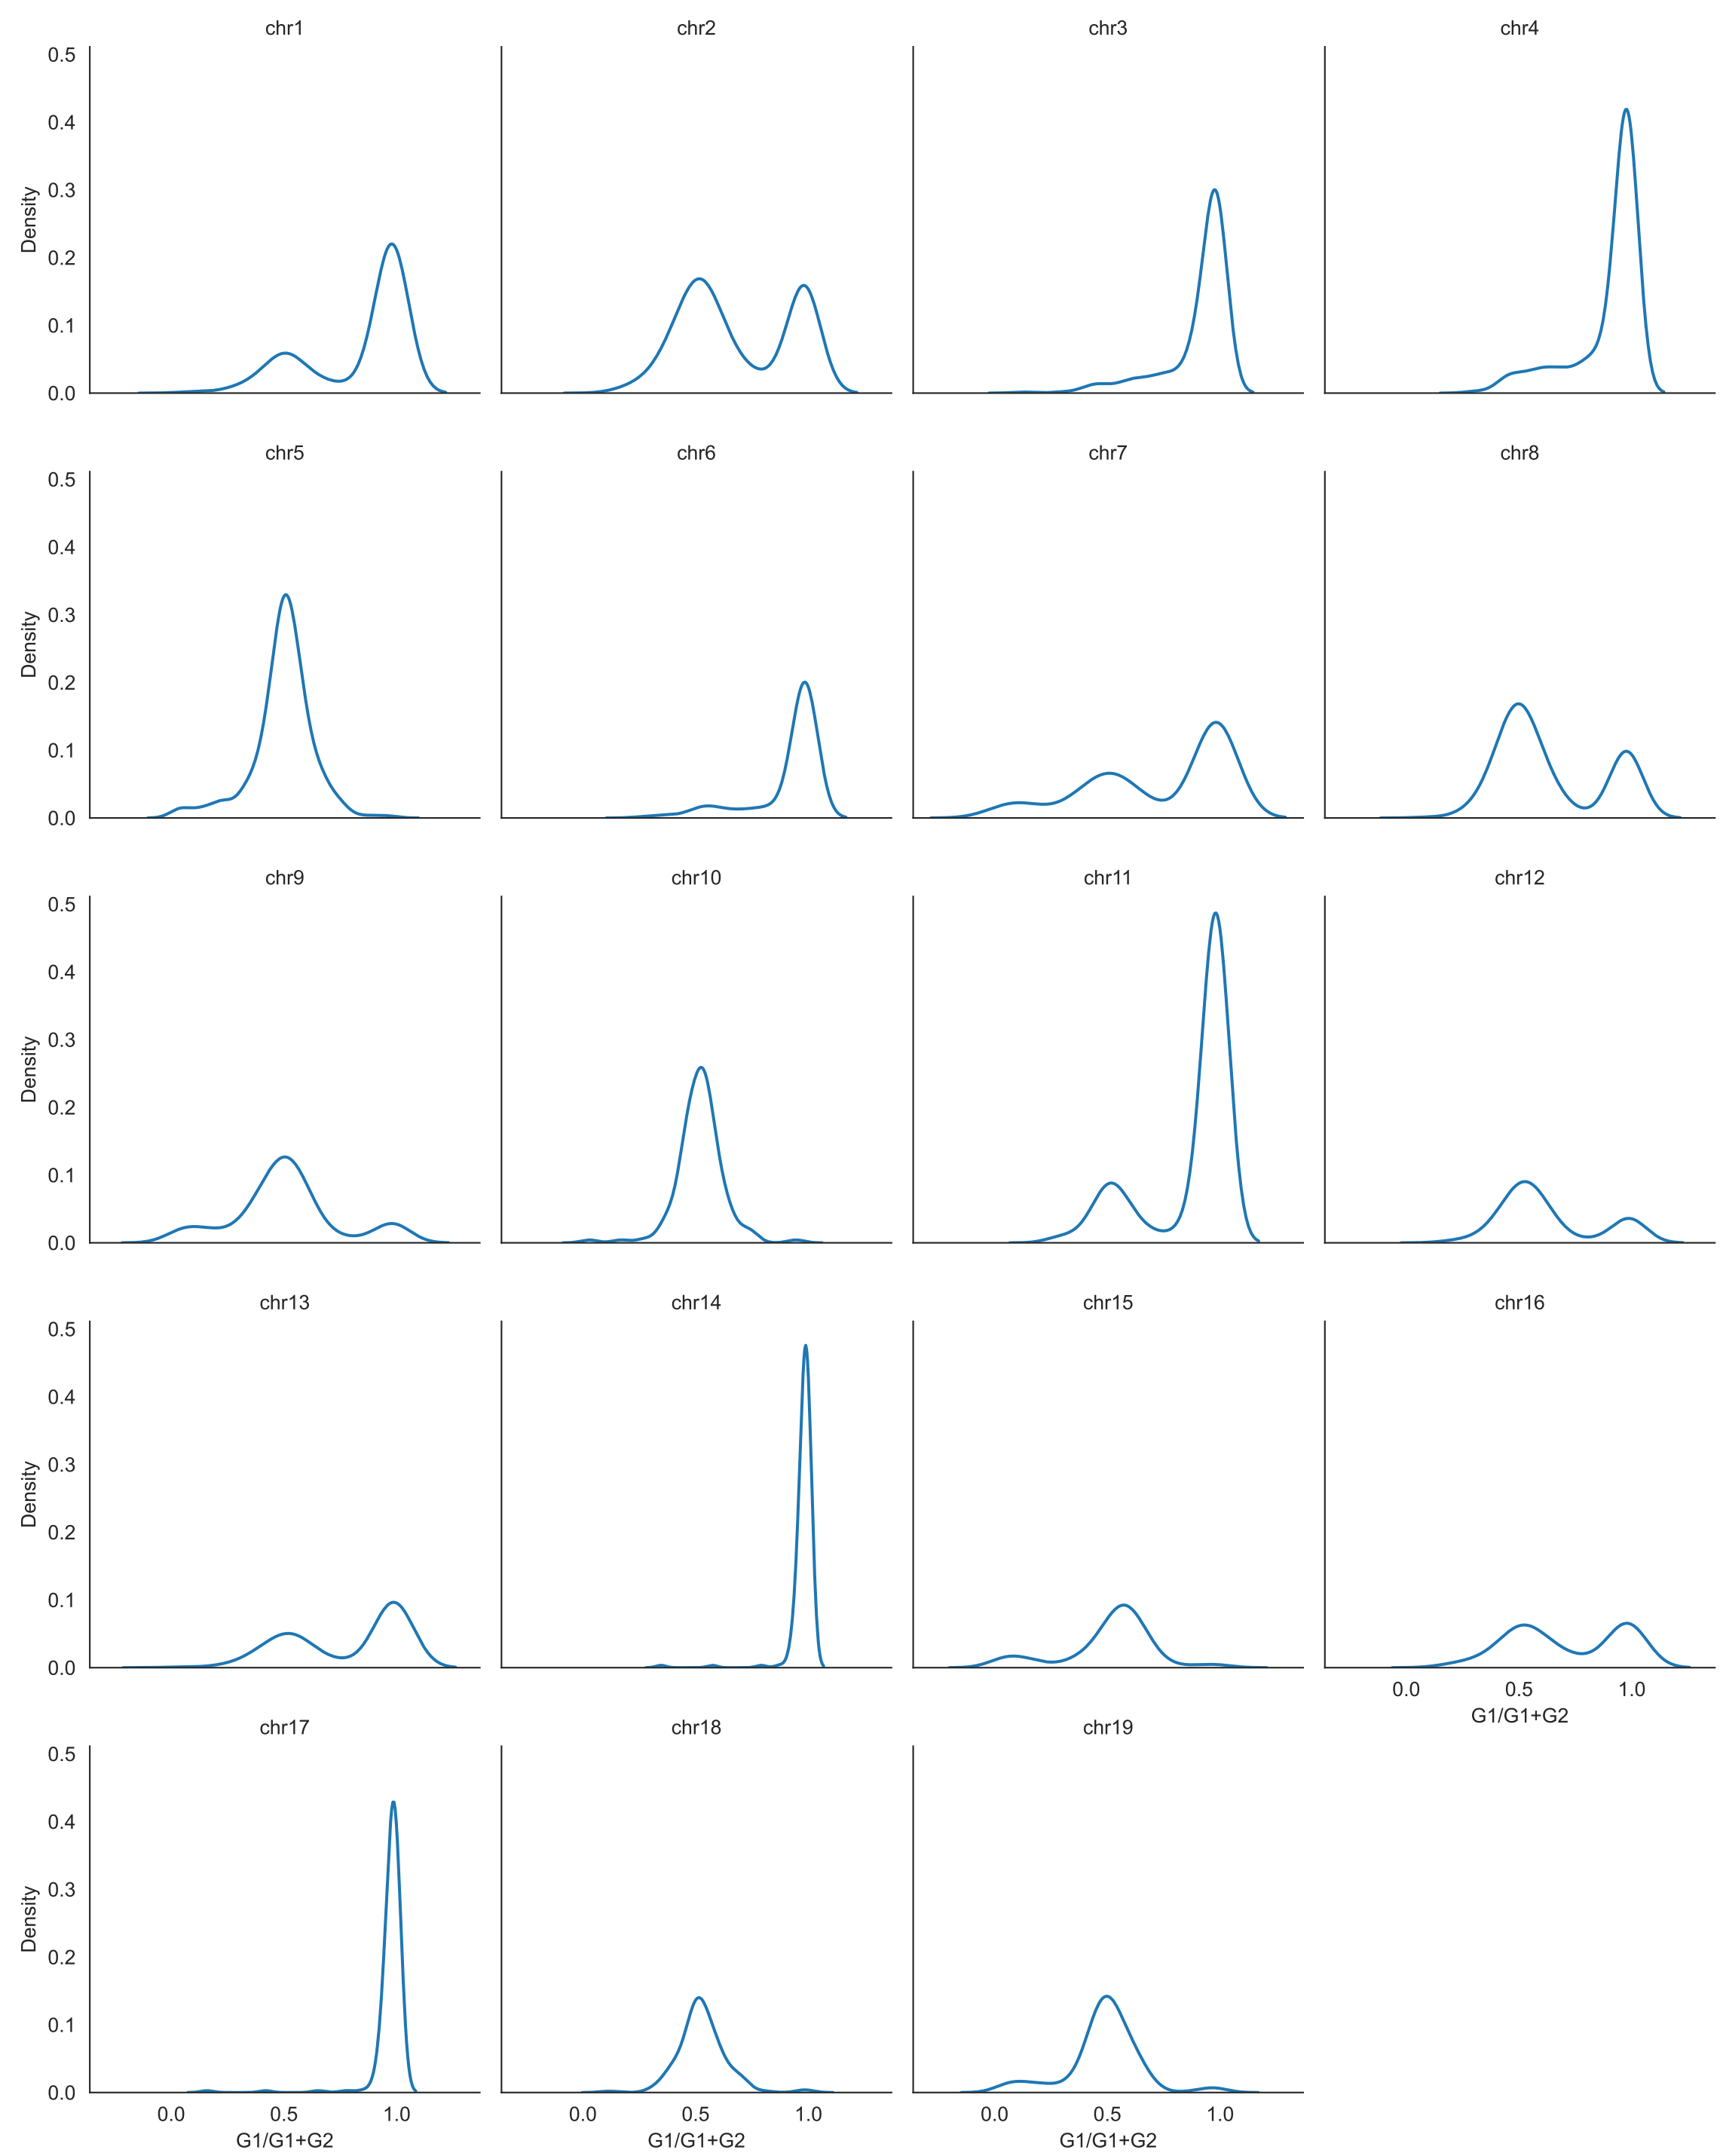 chr1 chr2 chr3 chr4
0.5
0.4
0.3
0.2
0.1
0.0
Density
chr5 chr6 chr7 chr8
0.5
0.4
0.3
0.2
0.1
0.0
Density
chr9 chr10 chr11 chr12
0.5
0.4
0.3
0.2
0.1
0.0
Density
chr13 chr14 chr15 chr16
0.5
0.4
0.3
0.2
0.1
0.0
Density
0.0 0.5 1.0
G1/G1+G2
chr17 chr18 chr19
0.5
0.4
0.3
0.2
0.1
0.0
Density
0.0 0.5 1.0 0.0 0.5 1.0 0.0 0.5 1.0
G1/G1+G2 G1/G1+G2 G1/G1+G2